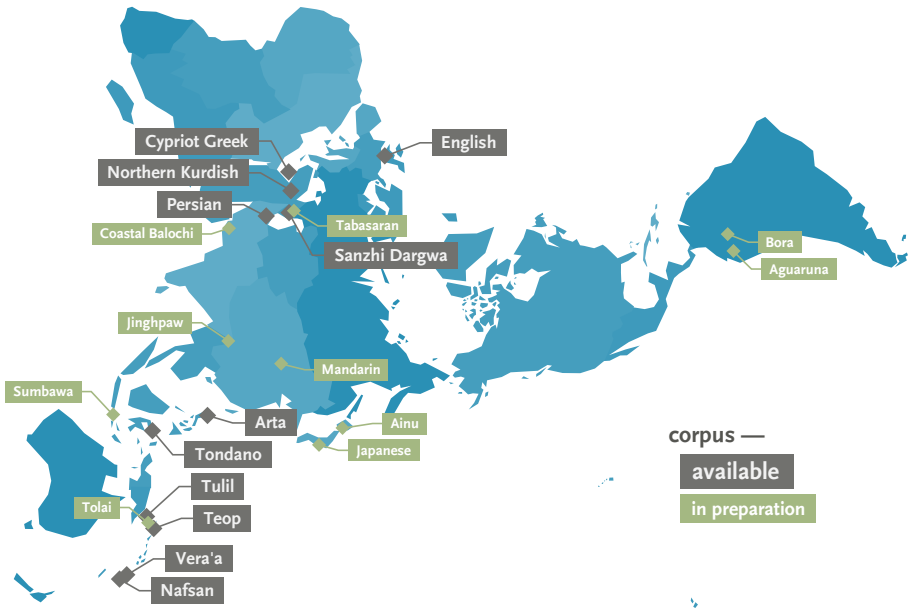 Cypriot Greek
English
Northern Kurdish
Persian
Tabasaran
Coastal Balochi
Sanzhi Dargwa
Bora
Aguaruna
Jinghpaw
Mandarin
Sumbawa
Arta
Ainu
Japanese
corpus —
Tondano
available
Tulil
Tolai
in preparation
Teop
Vera'a
Nafsan